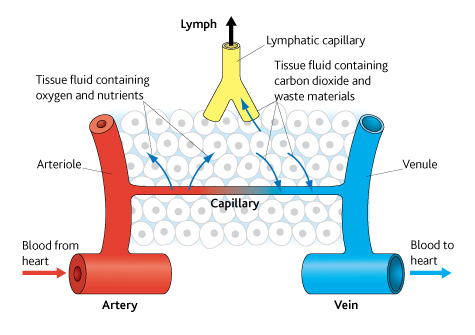 Lymph
Lymphatic capillary
Tissue fluid containing
oxygen and nutrients
Tissue fluid containing
carbon dioxide and
waste materials
Arteriole
Venule
Capillary
Blood from
heart
Blood to
heart
Artery
Vein